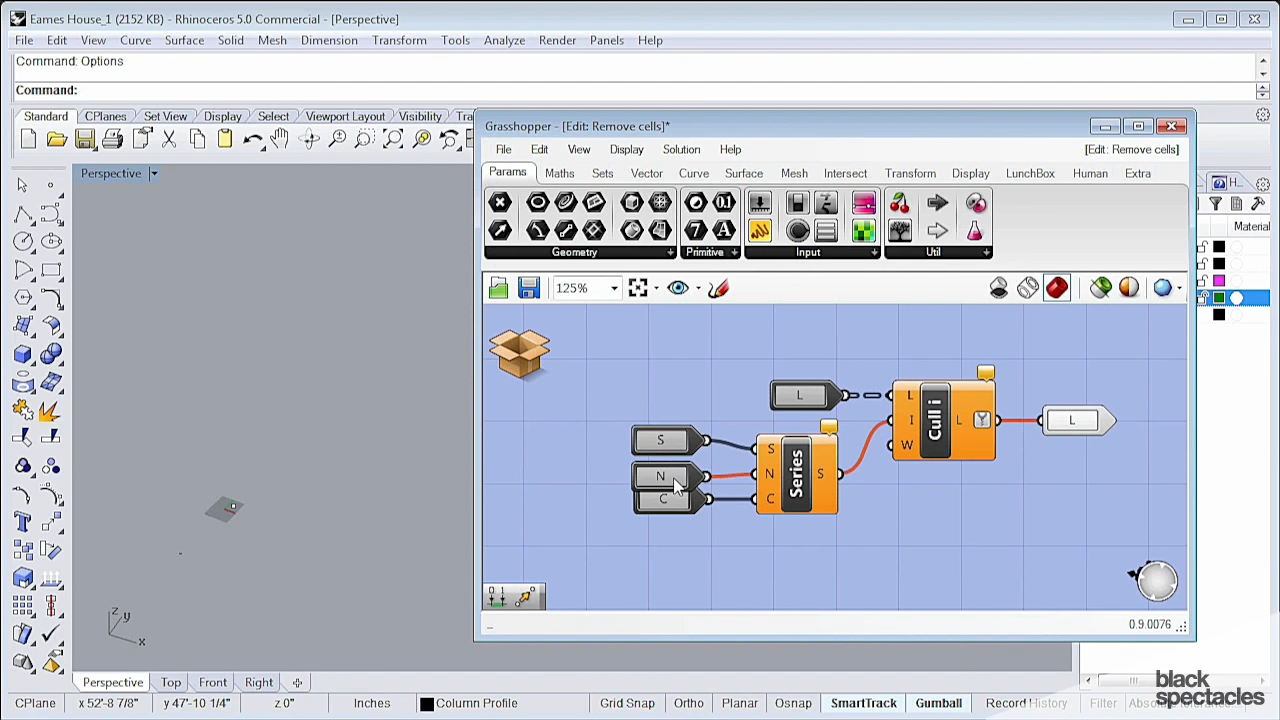 Eames House_1 (2152 KB) - Rhinoceros 5.0 Commercial - [Perspective]
File Edit View Curve Surface Solid Mesh Dimension Transform Tools Analyze Render Panels Help
Command: Options
Command:
Standard CPlanes Set View Display Select Viewport Layout Visibility
Perspective
Grasshopper - [Edit: Remove cells]*
File Edit View Display Solution Help [Edit: Remove cells]
Params Maths Sets Vector Curve Surface Mesh Intersect Transform Display LunchBox Human Extra
Geometry Primitive Input Util
125%
L
L
I
W
Cull i
L
L
S
N
C
S
N
C
Series
S
0.9.0076
H...
Material
z
y
x
Perspective Top Front Right
CPlane x 52'-8 7/8" y 47'-10 1/4" z 0" Inches Column Profile Grid Snap Ortho Planar Osnap SmartTrack Gumball Record History Filter
black
spectacles